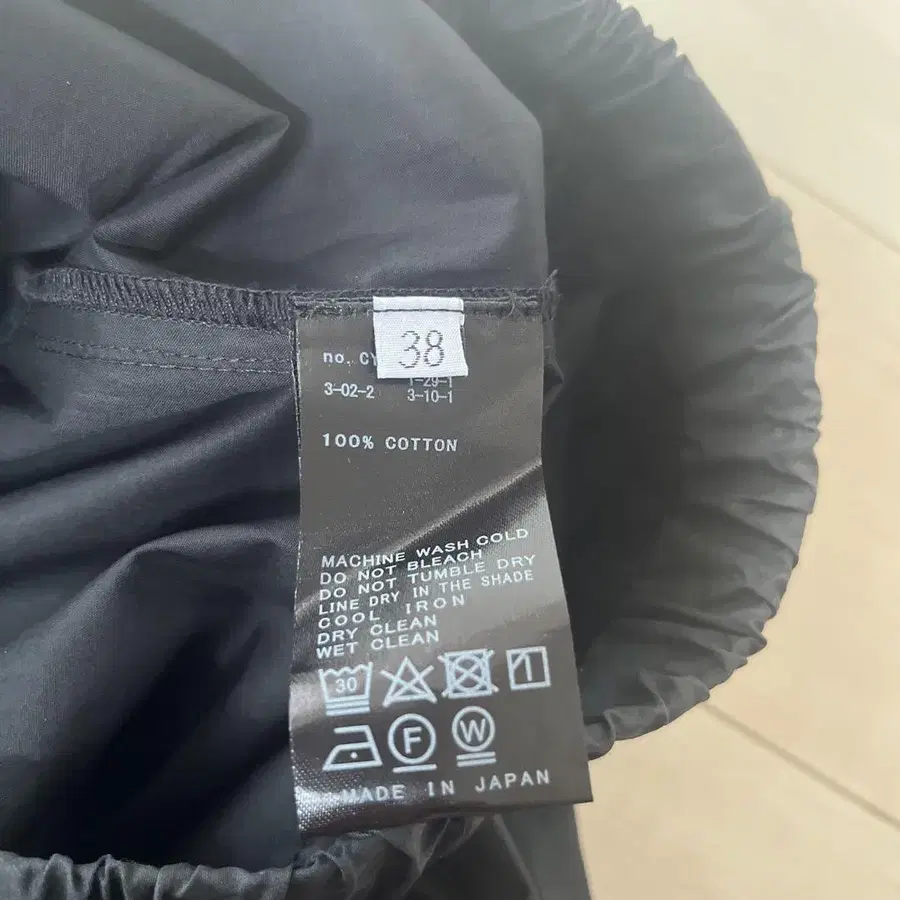 38
no. CY
1-29-1
3-02-2 3-10-1
100% COTTON
MACHINE WASH COLD
DO NOT BLEACH
DO NOT TUMBLE DRY
LINE DRY IN THE SHADE
COOL IRON
DRY CLEAN
WET CLEAN
30
F W
MADE IN JAPAN